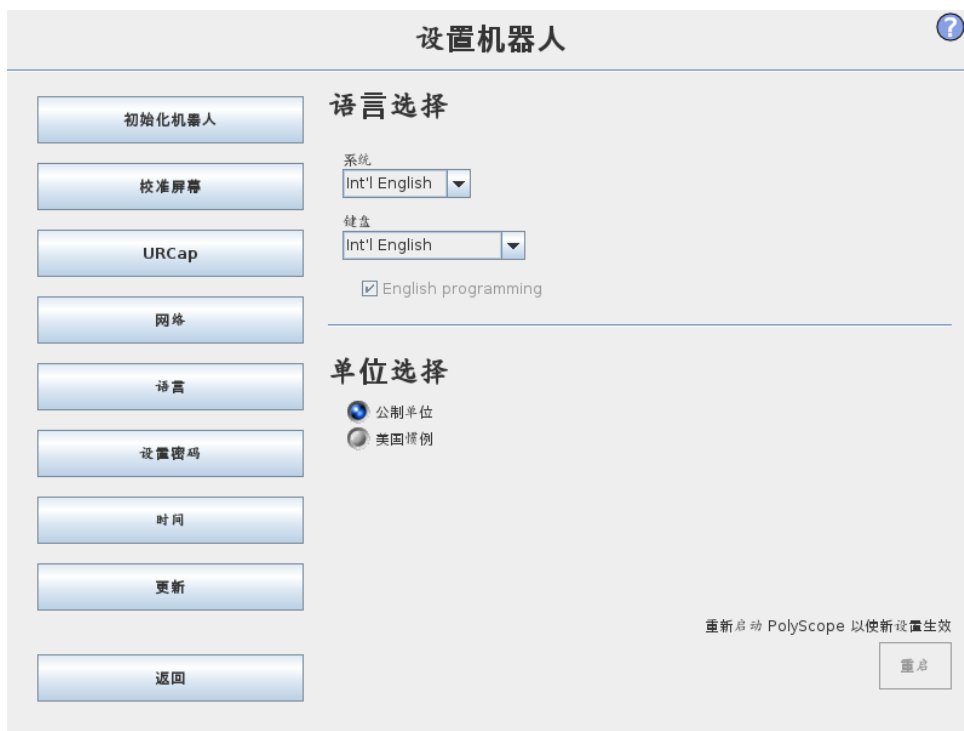 设置机器人
?
初始化机器人
校准屏幕
URCap
网络
语言
设置密码
时间
更新
返回
语言选择
系统
Int'l English
键盘
Int'l English
English programming
单位选择
公制单位
美国惯例
重新启动 PolyScope 以使新设置生效
重启